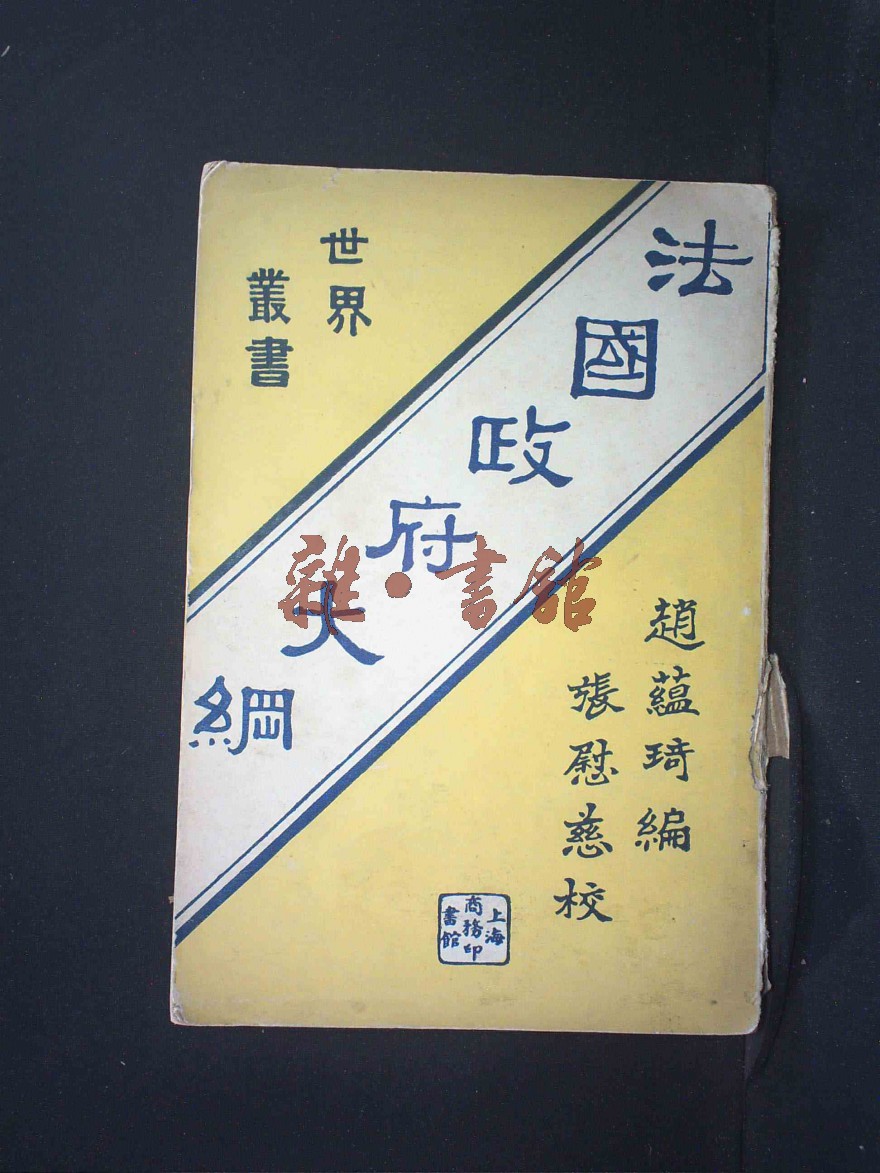 法國政府大綱
世界
叢書
趙蘊琦編
張慰慈校
上海
商務印
書館
雜·書館